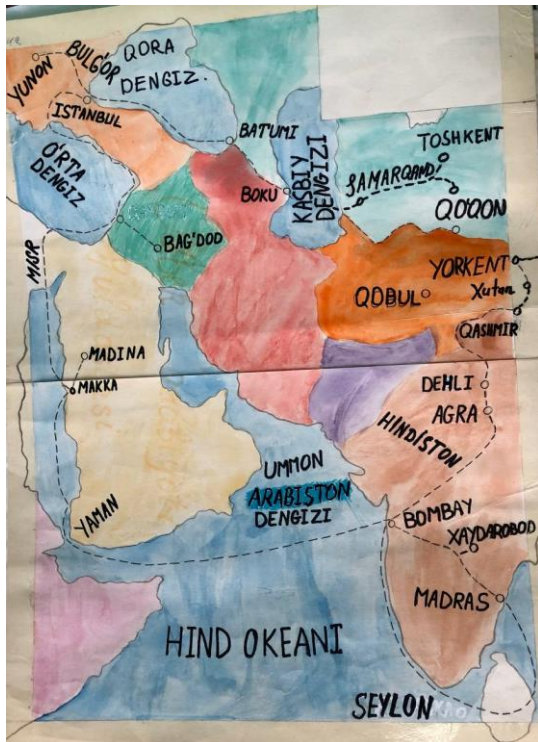 BULG'OR
YUNON
QORA
DENGIZ.
ISTANBUL
BATUMI
O'RTA
DENGIZ
BOKU
KASBIY
DENGIZI
TOSHKENT
SAMARQAND
QO'QON
MISR
BAG'DOD
YORKENT
Xutan
QOBUL
QASHMIR
MADINA
MAKKA
DEHLI
AGRA
HINDISTON
UMMON
ARABISTON
DENGIZI
YAMAN
BOMBAY
XAYDAROBOD
MADRAS
HIND OKEANI
SEYLON